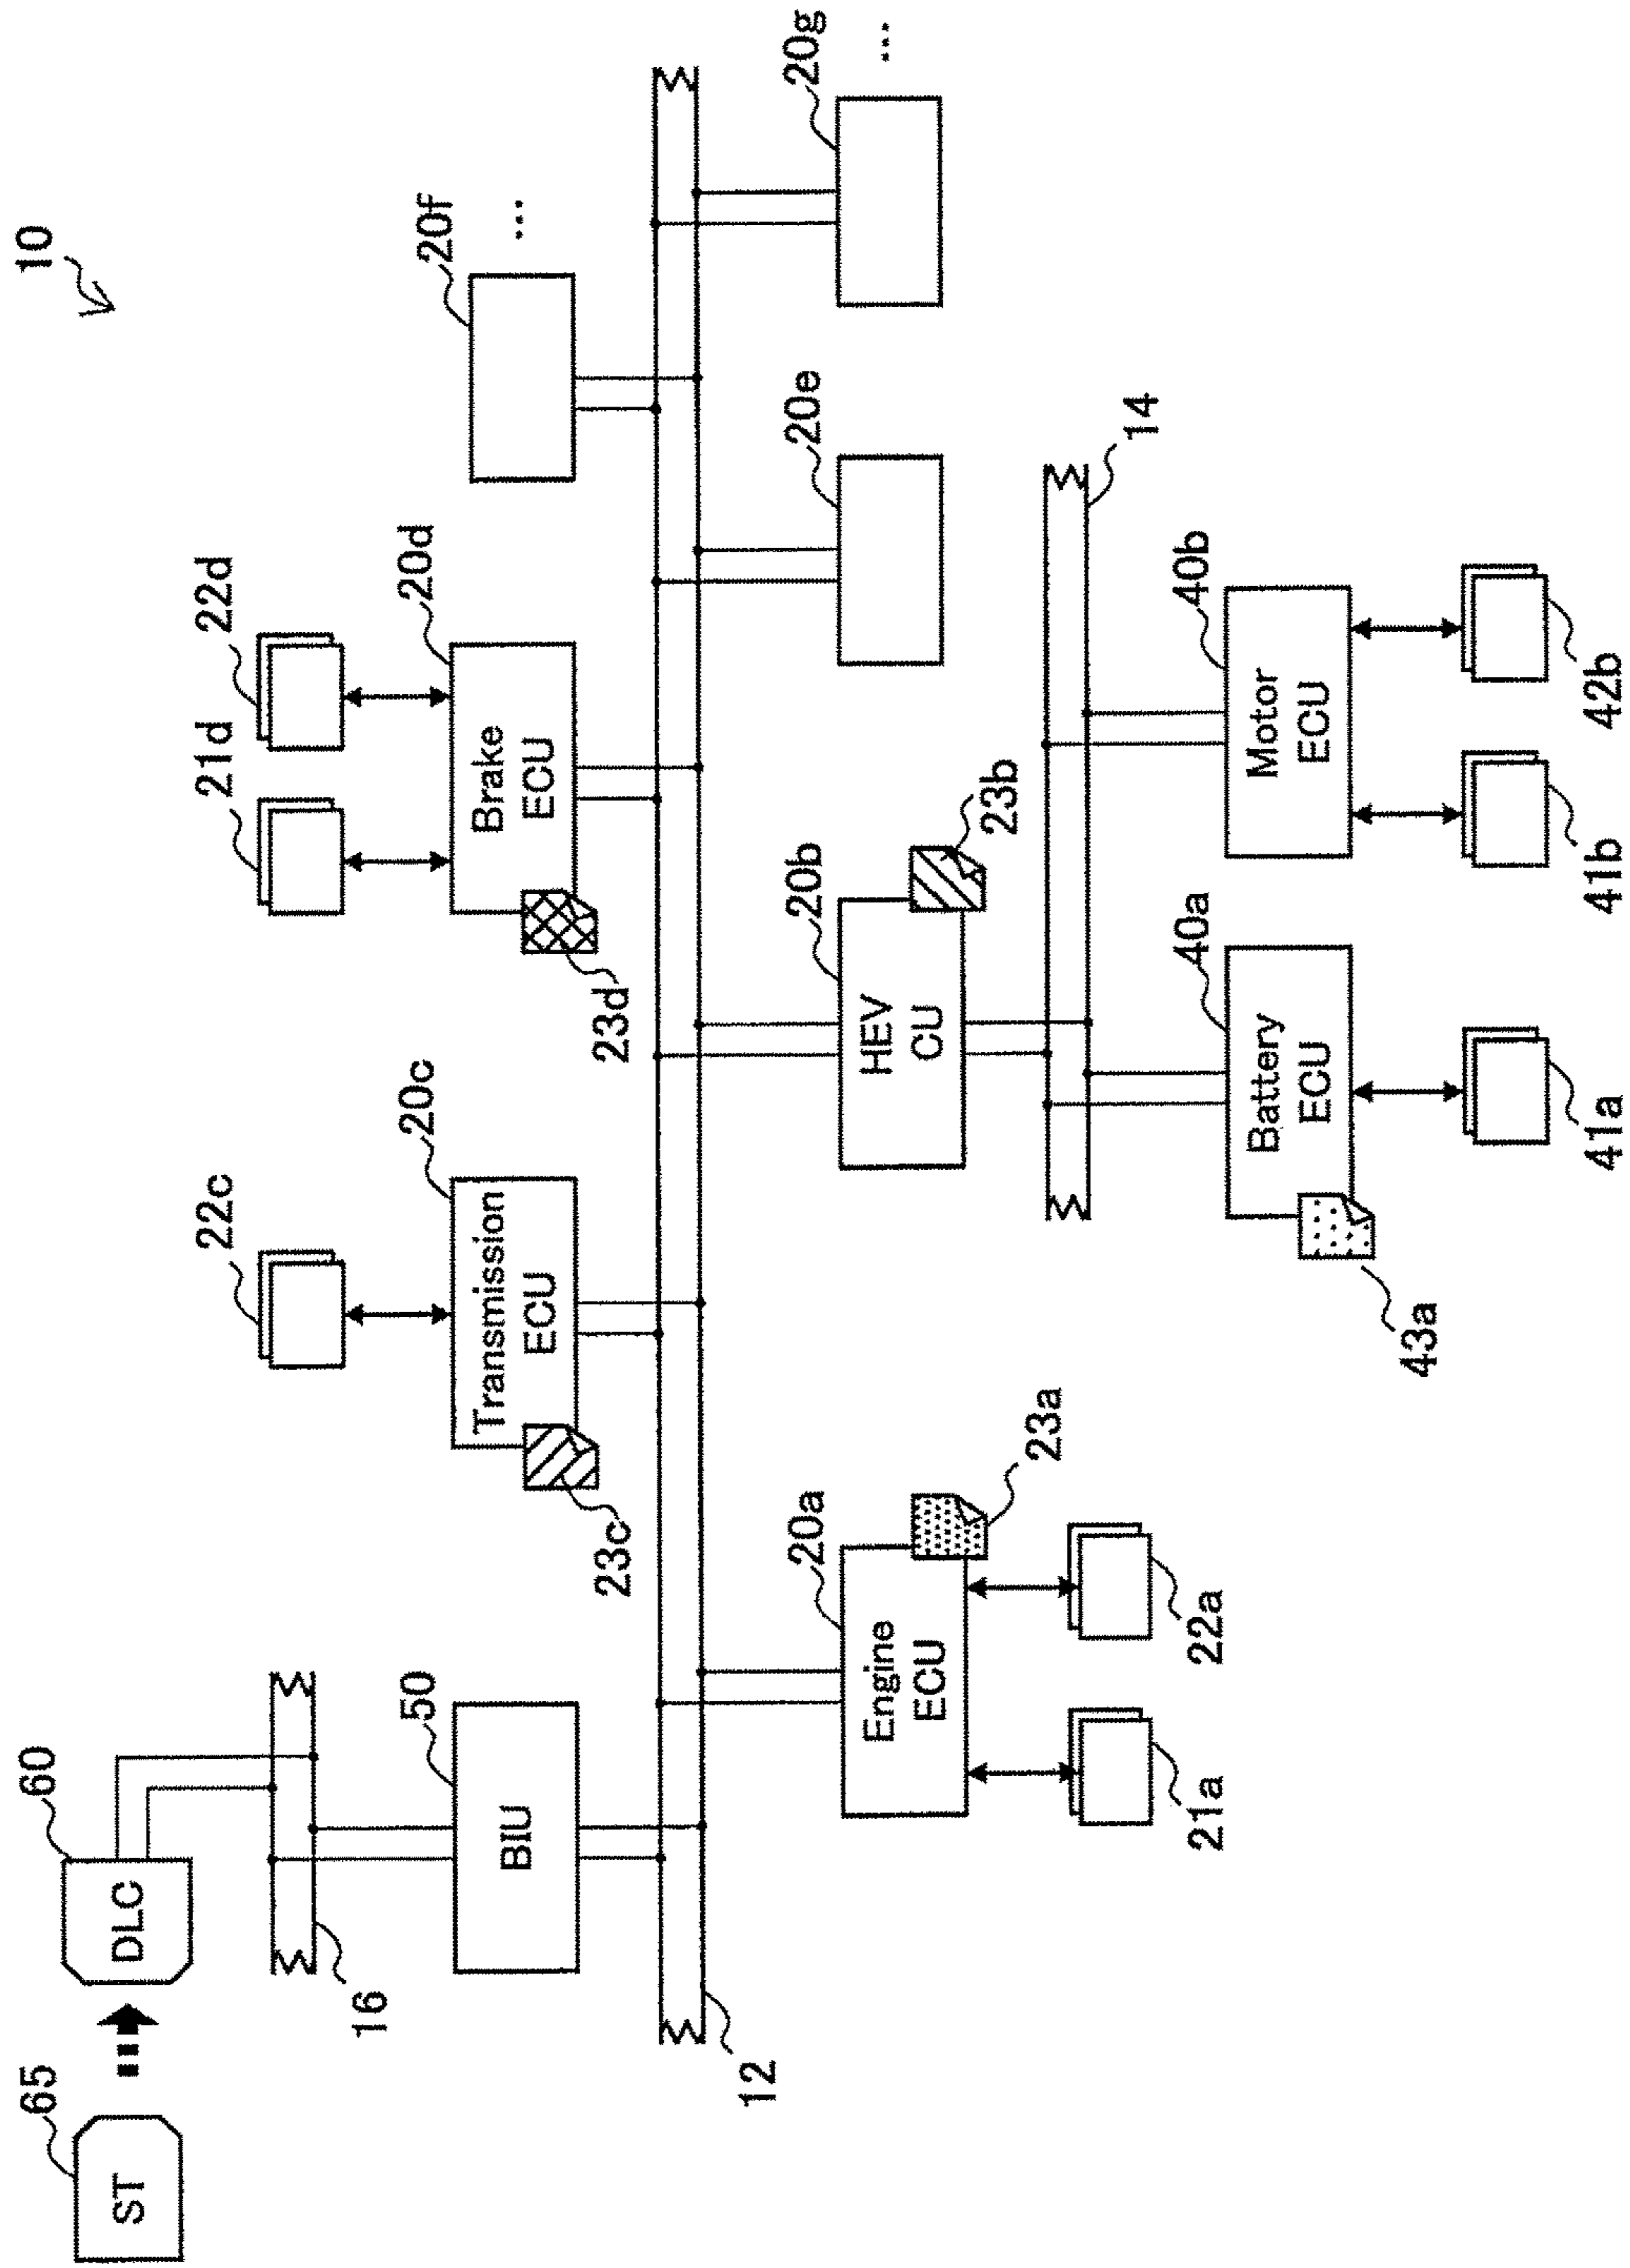 10
65
ST
60
DLC
16
50
BIU
12
22c
20c
Transmission
ECU
23c
21d
22d
20d
Brake
ECU
23d
20f
...
20a
Engine
ECU
23a
21a
22a
20b
HEV
CU
23b
20e
20g
...
14
40a
Battery
ECU
43a
41a
40b
Motor
ECU
41b
42b